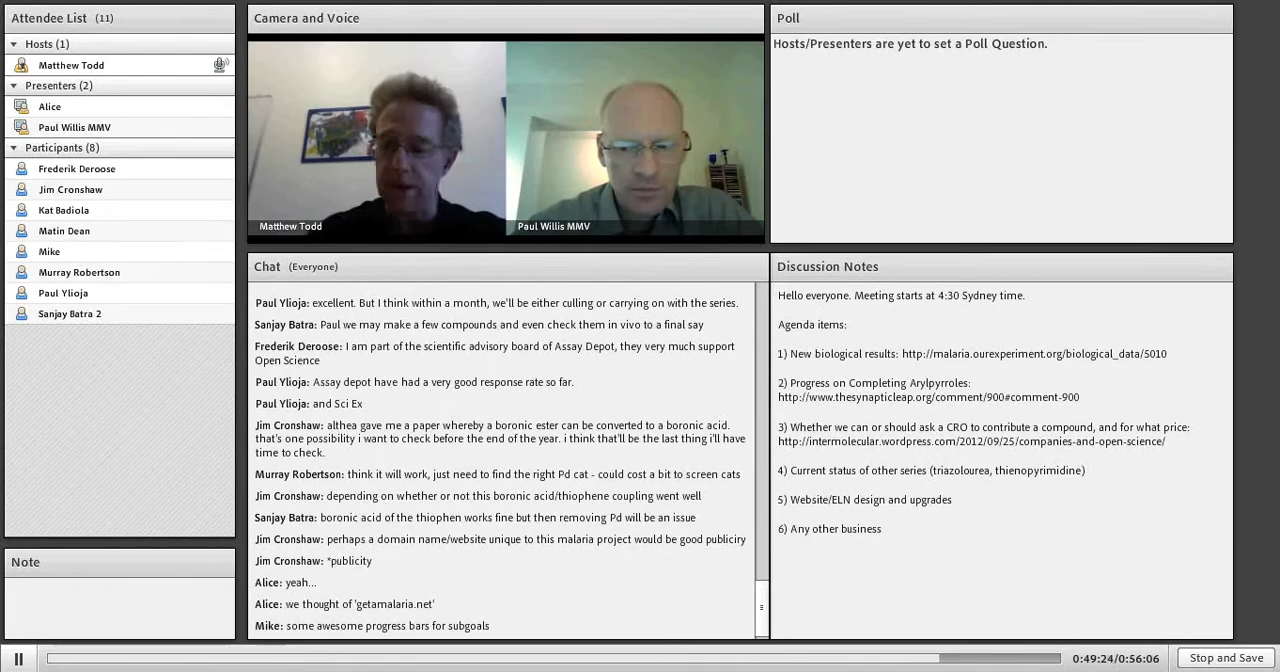 Attendee List (11)
Hosts (1)
Matthew Todd
Presenters (2)
Alice
Paul Willis MMV
Participants (8)
Frederik Deroose
Jim Cronshaw
Kat Badiola
Matin Dean
Mike
Murray Robertson
Paul Ylioja
Sanjay Batra 2
Note
Camera and Voice
Matthew Todd
Paul Willis MMV
Chat (Everyone)
Paul Ylioja: excellent. But I think within a month, we'll be either culling or carrying on with the series.
Sanjay Batra: Paul we may make a few compounds and even check them in vivo to a final say
Frederik Deroose: I am part of the scientific advisory board of Assay Depot, they very much support
Open Science
Paul Ylioja: Assay depot have had a very good response rate so far.
Paul Ylioja: and Sci Ex
Jim Cronshaw: althea gave me a paper whereby a boronic ester can be converted to a boronic acid.
that's one possibility i want to check before the end of the year. i think that'll be the last thing i'll have
time to check.
Murray Robertson: think it will work, just need to find the right Pd cat - could cost a bit to screen cats
Jim Cronshaw: depending on whether or not this boronic acid/thiophene coupling went well
Sanjay Batra: boronic acid of the thiophen works fine but then removing Pd will be an issue
Jim Cronshaw: perhaps a domain name/website unique to this malaria project would be good publiciry
Jim Cronshaw: *publicity
Alice: yeah...
Alice: we thought of 'getamalaria.net'
Mike: some awesome progress bars for subgoals
Poll
Hosts/Presenters are yet to set a Poll Question.
Discussion Notes
Hello everyone. Meeting starts at 4:30 Sydney time.
Agenda items:
1) New biological results: http://malaria.ourexperiment.org/biological_data/5010
2) Progress on Completing Arylpyrroles:
http://www.thesynapticleap.org/comment/900#comment-900
3) Whether we can or should ask a CRO to contribute a compound, and for what price:
http://intermolecular.wordpress.com/2012/09/25/companies-and-open-science/
4) Current status of other series (triazolourea, thienopyrimidine)
5) Website/ELN design and upgrades
6) Any other business
0:49:24/0:56:06
Stop and Save